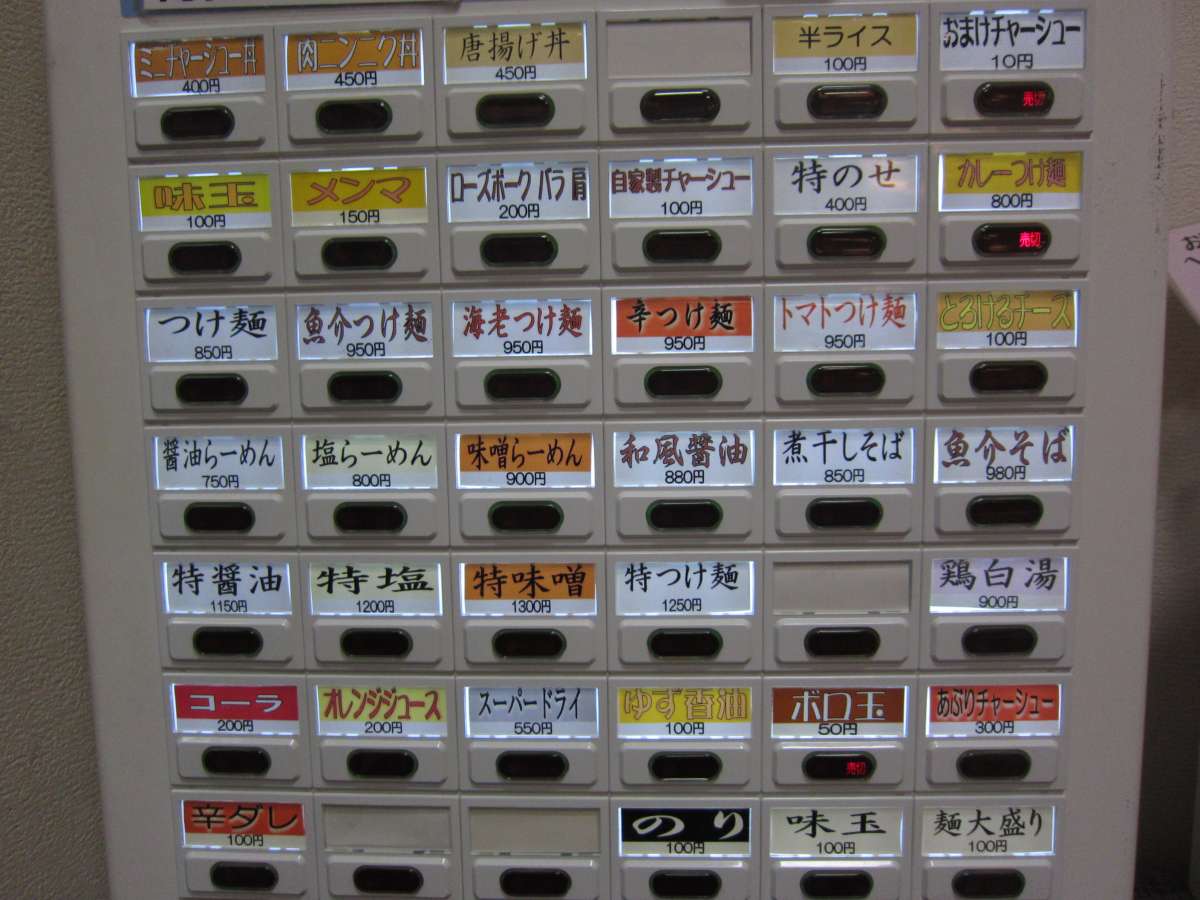 ミニチャーシュー丼
400円
肉ニンニク丼
450円
唐揚げ丼
450円
半ライス
100円
おまけチャーシュー
10円
売切
味玉
100円
メンマ
150円
ローズポーク バラ 肩
200円
自家製チャーシュー
100円
特のせ
400円
カレーつけ麺
800円
売切
つけ麺
850円
魚介つけ麺
950円
海老つけ麺
950円
辛つけ麺
950円
トマトつけ麺
950円
とろけるチーズ
100円
醤油らーめん
750円
塩らーめん
800円
味噌らーめん
900円
和風醤油
880円
煮干しそば
850円
魚介そば
980円
特醤油
1150円
特塩
1200円
特味噌
1300円
特つけ麺
1250円
鶏白湯
900円
コーラ
200円
オレンジジュース
200円
スーパードライ
550円
ゆず香油
100円
ボロ玉
50円
売切
あぶりチャーシュー
300円
辛ダレ
100円
のり
100円
味玉
100円
麺大盛り
100円